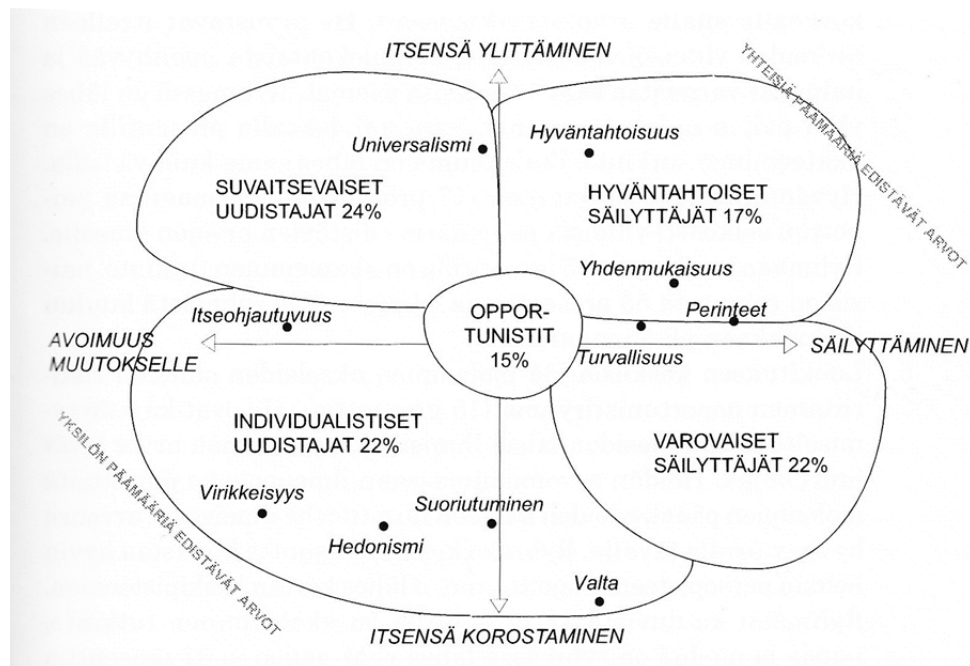 ITSENSÄ YLITTÄMINEN
YHTEISIÄ PÄÄMÄÄRIÄ EDISTÄVÄT ARVOT
Universalismi
Hyväntahtoisuus
SUVAITSEVAISET
UUDISTAJAT 24%
HYVÄNTAHTOISET
SÄILYTTÄJÄT 17%
Yhdenmukaisuus
Itseohjautuvuus
OPPOR-
TUNISTIT
15%
Perinteet
AVOIMUUS
MUUTOKSELLE
Turvallisuus
SÄILYTTÄMINEN
INDIVIDUALISTISET
UUDISTAJAT 22%
VAROVAISET
SÄILYTTÄJÄT 22%
YKSILÖN PÄÄMÄÄRIÄ EDISTÄVÄT ARVOT
Virikkeisyys
Suoriutuminen
Hedonismi
Valta
ITSENSÄ KOROSTAMINEN